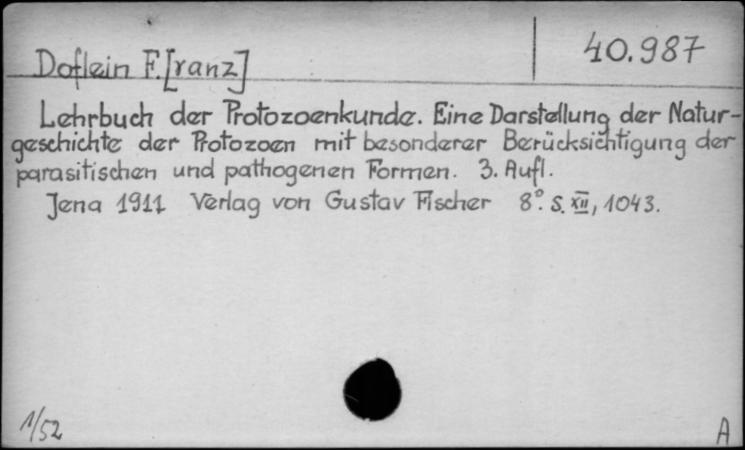 40.987
Doflein F.[ranz]
Lehrbuch der Protozoenkunde. Eine Darstellung der Natur-
geschichte der Protozoen mit besonderer Berücksichtigung der
parasitischen und pathogenen Formen. 3. Aufl.
Jena 1911 Verlag von Gustav Fischer 8°. S. XII, 1043.
1/52
A